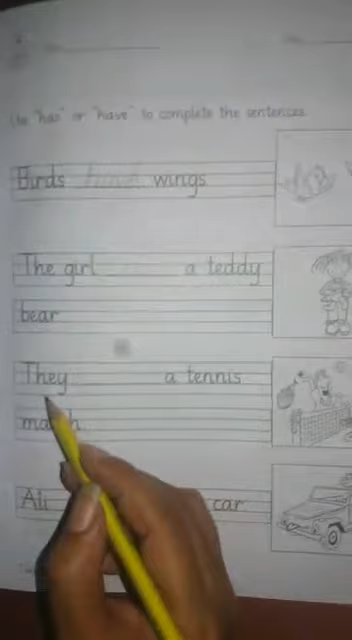 Use "has" or "have" to complete the sentences.
Birds have wings
The girl a teddy
bear
They a tennis
match.
Ali car